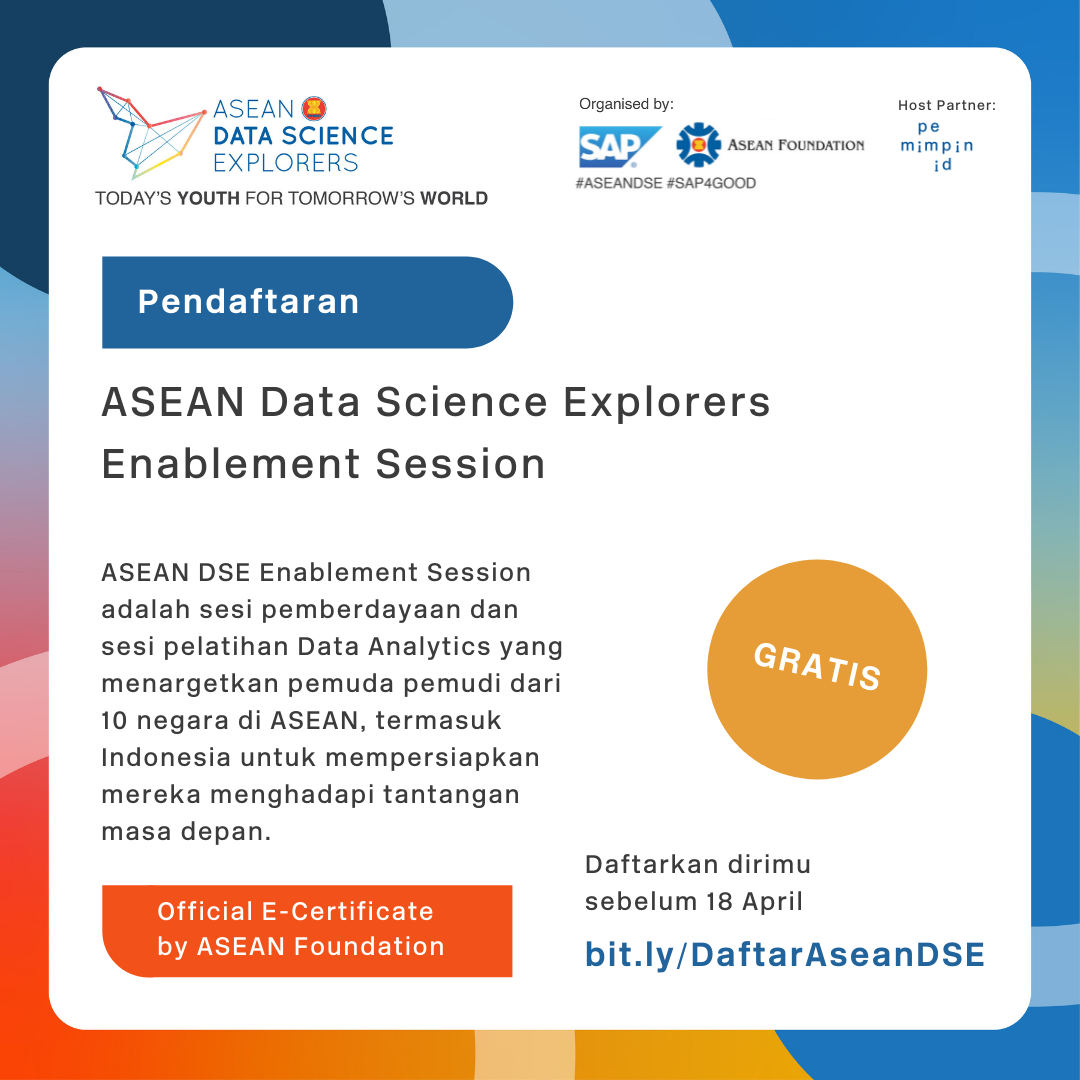 ASEAN
DATA SCIENCE
EXPLORERS
TODAY'S YOUTH FOR TOMORROW'S WORLD
Organised by:
SAP
ASEAN FOUNDATION
#ASEANDSE #SAP4GOOD
Host Partner:
pe
m¡mp¡n
¡d
Pendaftaran
ASEAN Data Science Explorers
Enablement Session
ASEAN DSE Enablement Session
adalah sesi pemberdayaan dan
sesi pelatihan Data Analytics yang
menargetkan pemuda pemudi dari
10 negara di ASEAN, termasuk
Indonesia untuk mempersiapkan
mereka menghadapi tantangan
masa depan.
GRATIS
Official E-Certificate
by ASEAN Foundation
Daftarkan dirimu
sebelum 18 April
bit.ly/DaftarAseanDSE